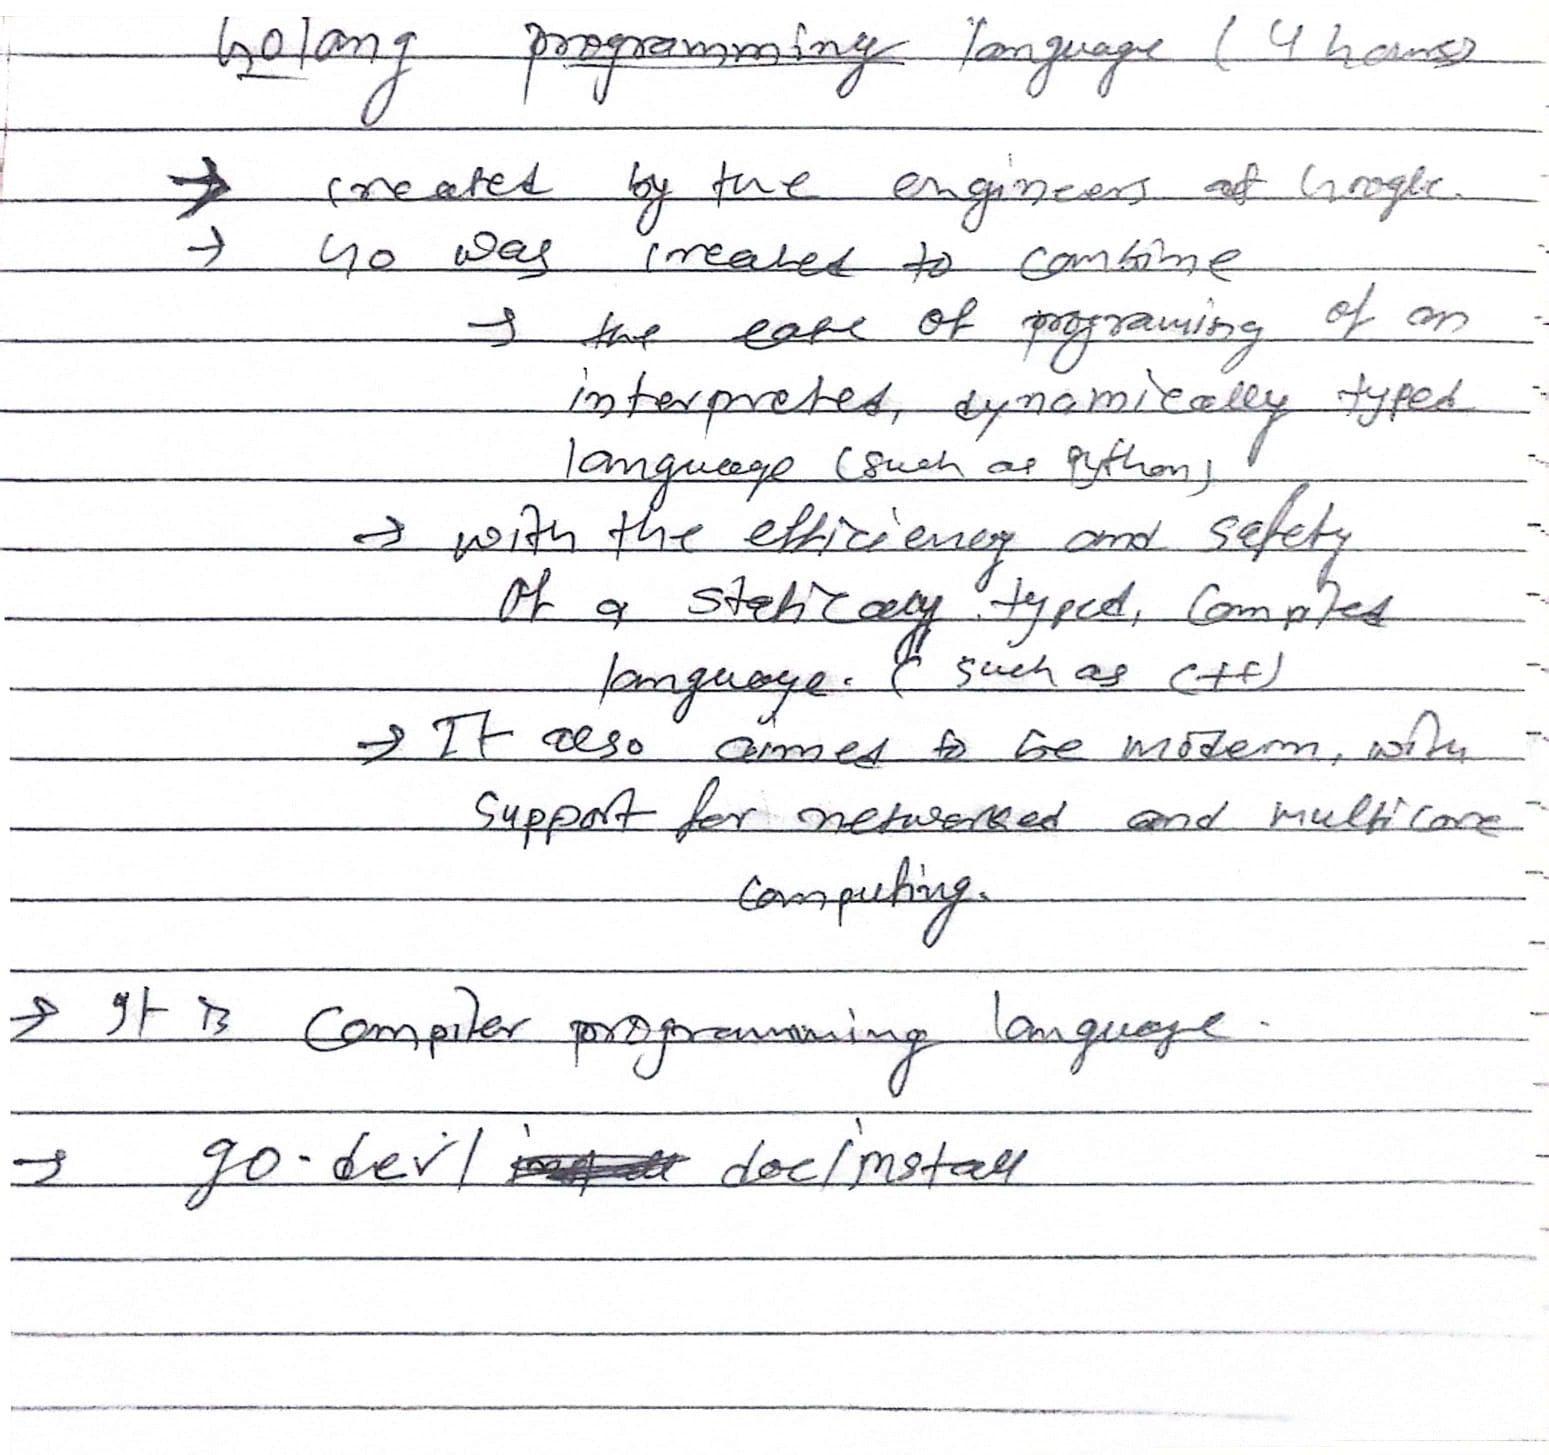 Golang programming language (4 hours)
→ created by the engineers at Google.
→ Go was created to combine
→ the ease of programing of an
interpreted, dynamically typed
language (such as Python)
→ with the efficiency and safety
of a statically typed, compiled
language. (such as C++)
→ It also aimed to be modern, with
support for networked and multicore
computing.
→ It is Compiler programming language.
→ go.dev/ doc/install